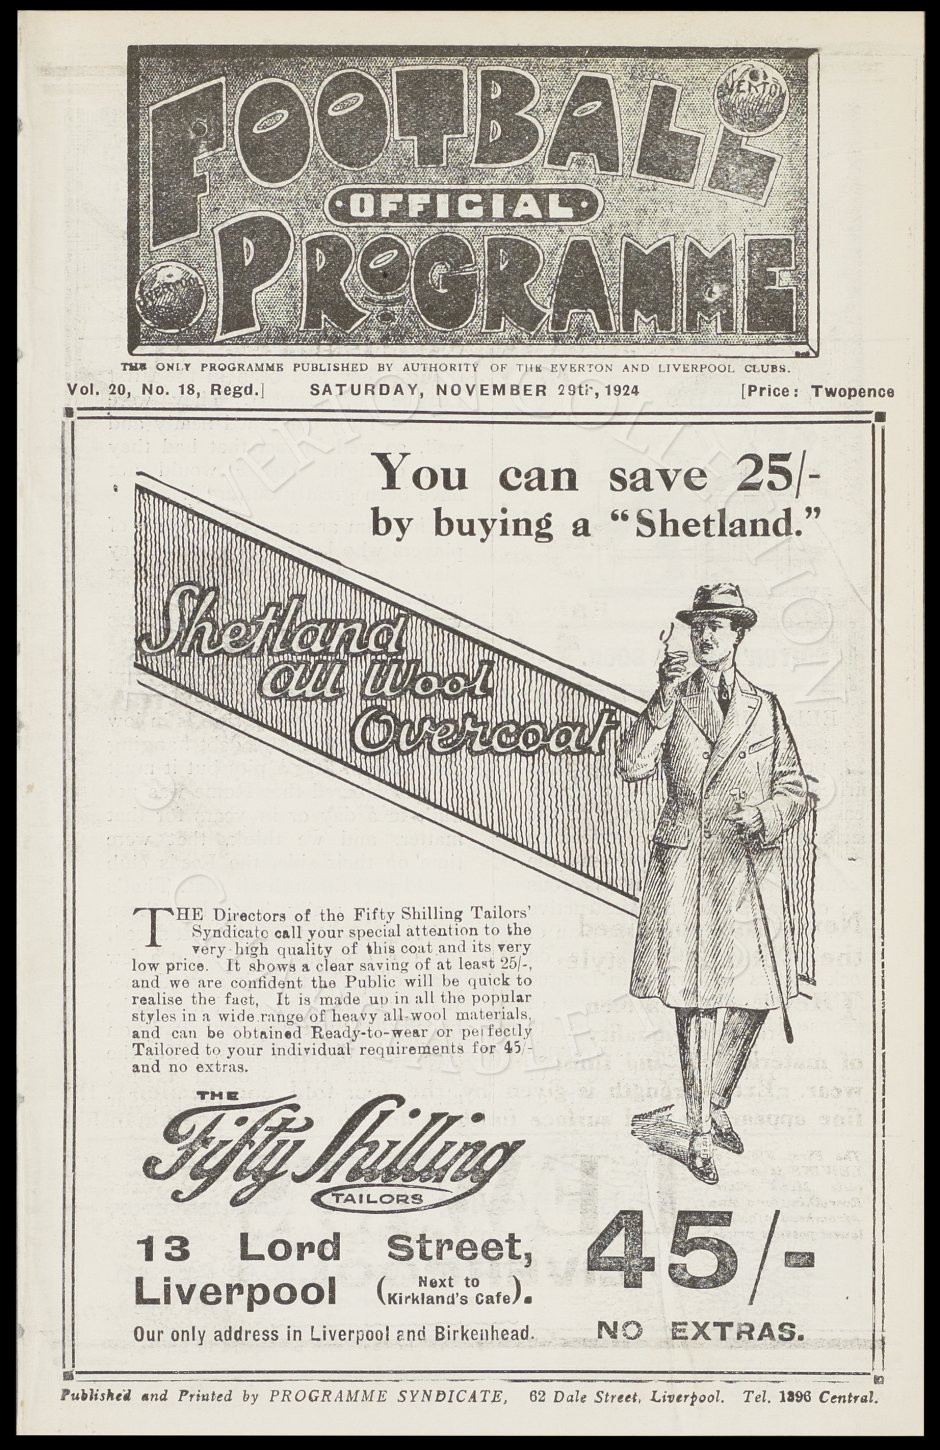 FOOTBALL
EVERTON
OFFICIAL
PROGRAMME
EVERTON
THE ONLY PROGRAMME PUBLISHED BY AUTHORITY OF THE EVERTON AND LIVERPOOL CLUBS.
Vol. 20, No. 18, Regd.] SATURDAY, NOVEMBER 29th, 1924 [Price: Twopence
You can save 25/-
by buying a “Shetland.”
Shetland
all Wool
Overcoat
THE Directors of the Fifty Shilling Tailors’
Syndicate call your special attention to the
very high quality of this coat and its very
low price. It shows a clear saving of at least 25/-,
and we are confident the Public will be quick to
realise the fact, It is made up in all the popular
styles in a wide range of heavy all-wool materials,
and can be obtained Ready-to-wear or perfectly
Tailored to your individual requirements for 45/-
and no extras.
THE
Fifty Shilling
TAILORS
13 Lord Street,
Liverpool (Next to Kirkland's Cafe).
Our only address in Liverpool and Birkenhead.
45/-
NO EXTRAS.
Published and Printed by PROGRAMME SYNDICATE, 62 Dale Street, Liverpool. Tel. 1896 Central.